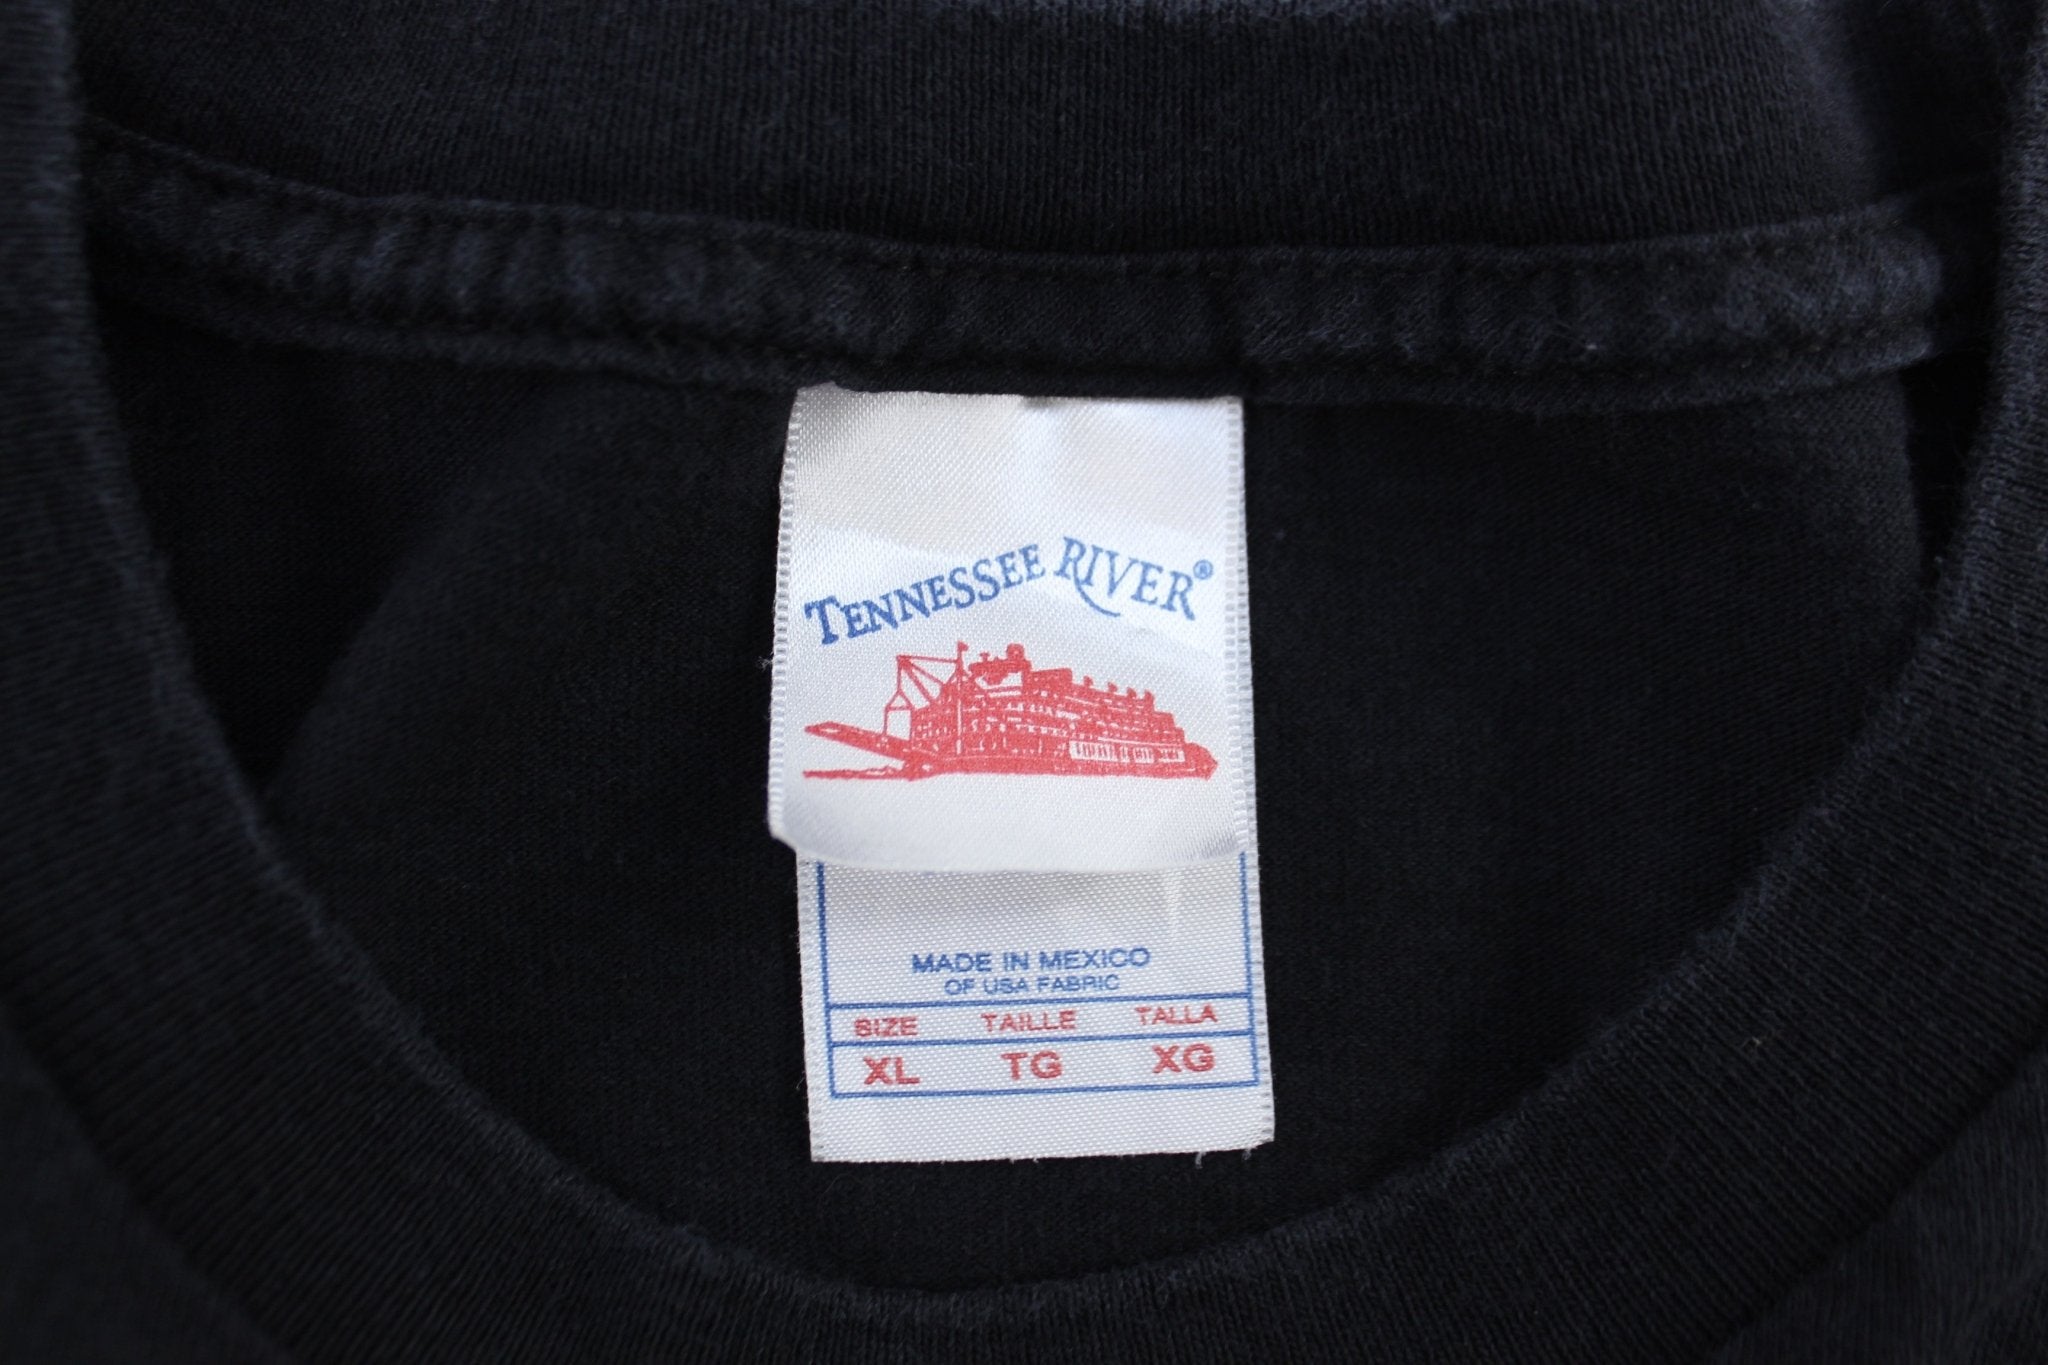 TENNESSEE RIVER®
MADE IN MEXICO
OF USA FABRIC
SIZE TAILLE TALLA
XL TG XG